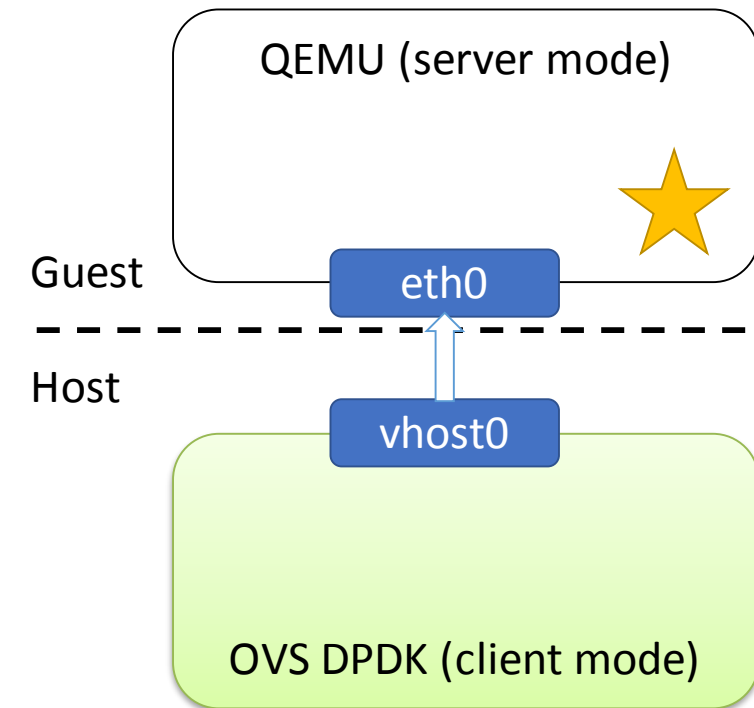 QEMU (server mode)
Guest
eth0
Host
vhost0
OVS DPDK (client mode)